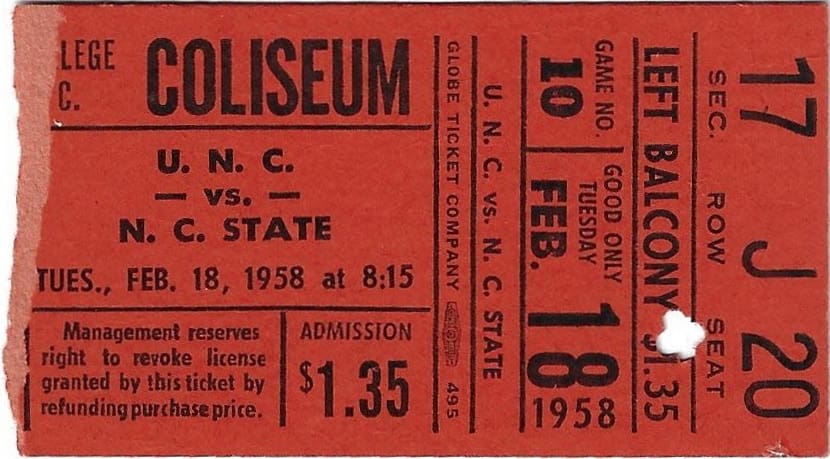 LEGE
C.
COLISEUM
U. N. C.
— vs. —
N. C. STATE
TUES., FEB. 18, 1958 at 8:15
Management reserves
right to revoke license
granted by this ticket by
refunding purchase price.
ADMISSION
$1.35
GLOBE TICKET COMPANY 495
U. N. C. vs. N. C. STATE
GAME NO.
10
GOOD ONLY
TUESDAY
FEB. 18
1958
LEFT BALCONY $1.35
SEC. ROW SEAT
17 J 20